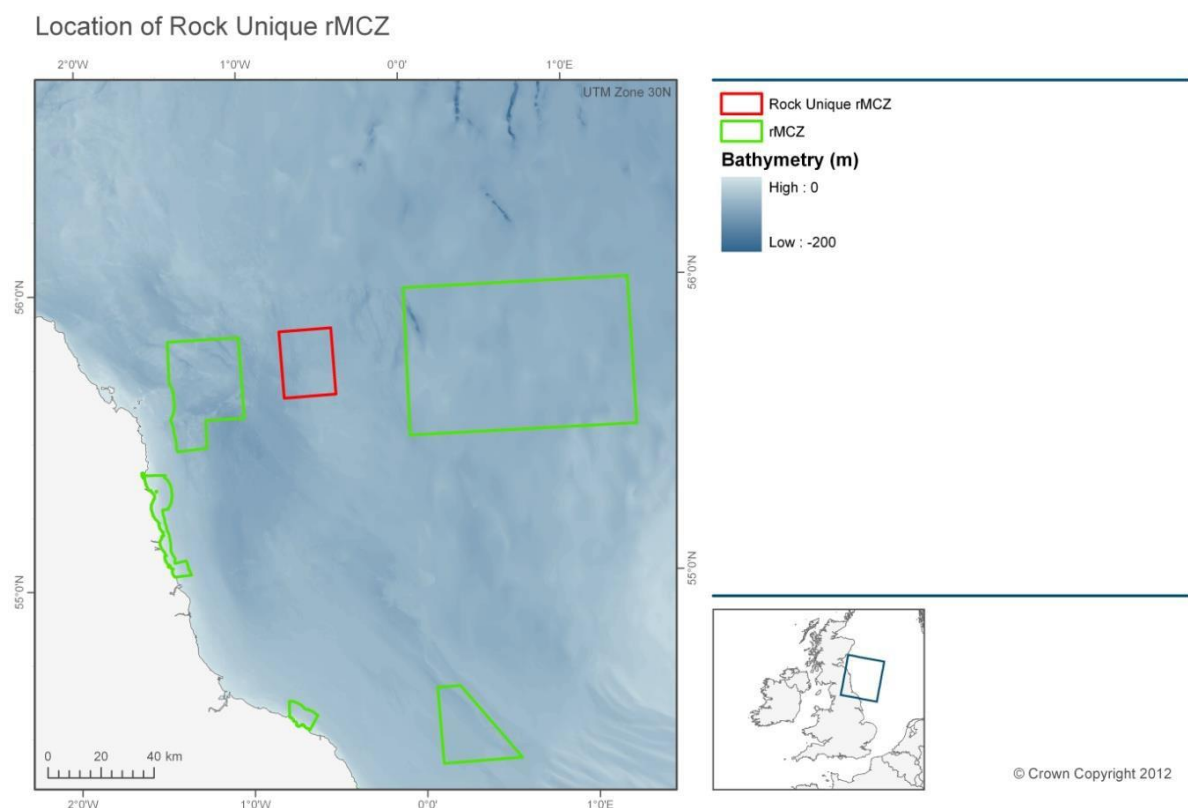 Location of Rock Unique rMCZ
2°0'W 1°0'W 0°0' 1°0'E
UTM Zone 30N
56°0'N
56°0'N
55°0'N
55°0'N
0 20 40 km
2°0'W 1°0'W 0°0' 1°0'E
Rock Unique rMCZ
rMCZ
Bathymetry (m)
High : 0
Low : -200
© Crown Copyright 2012